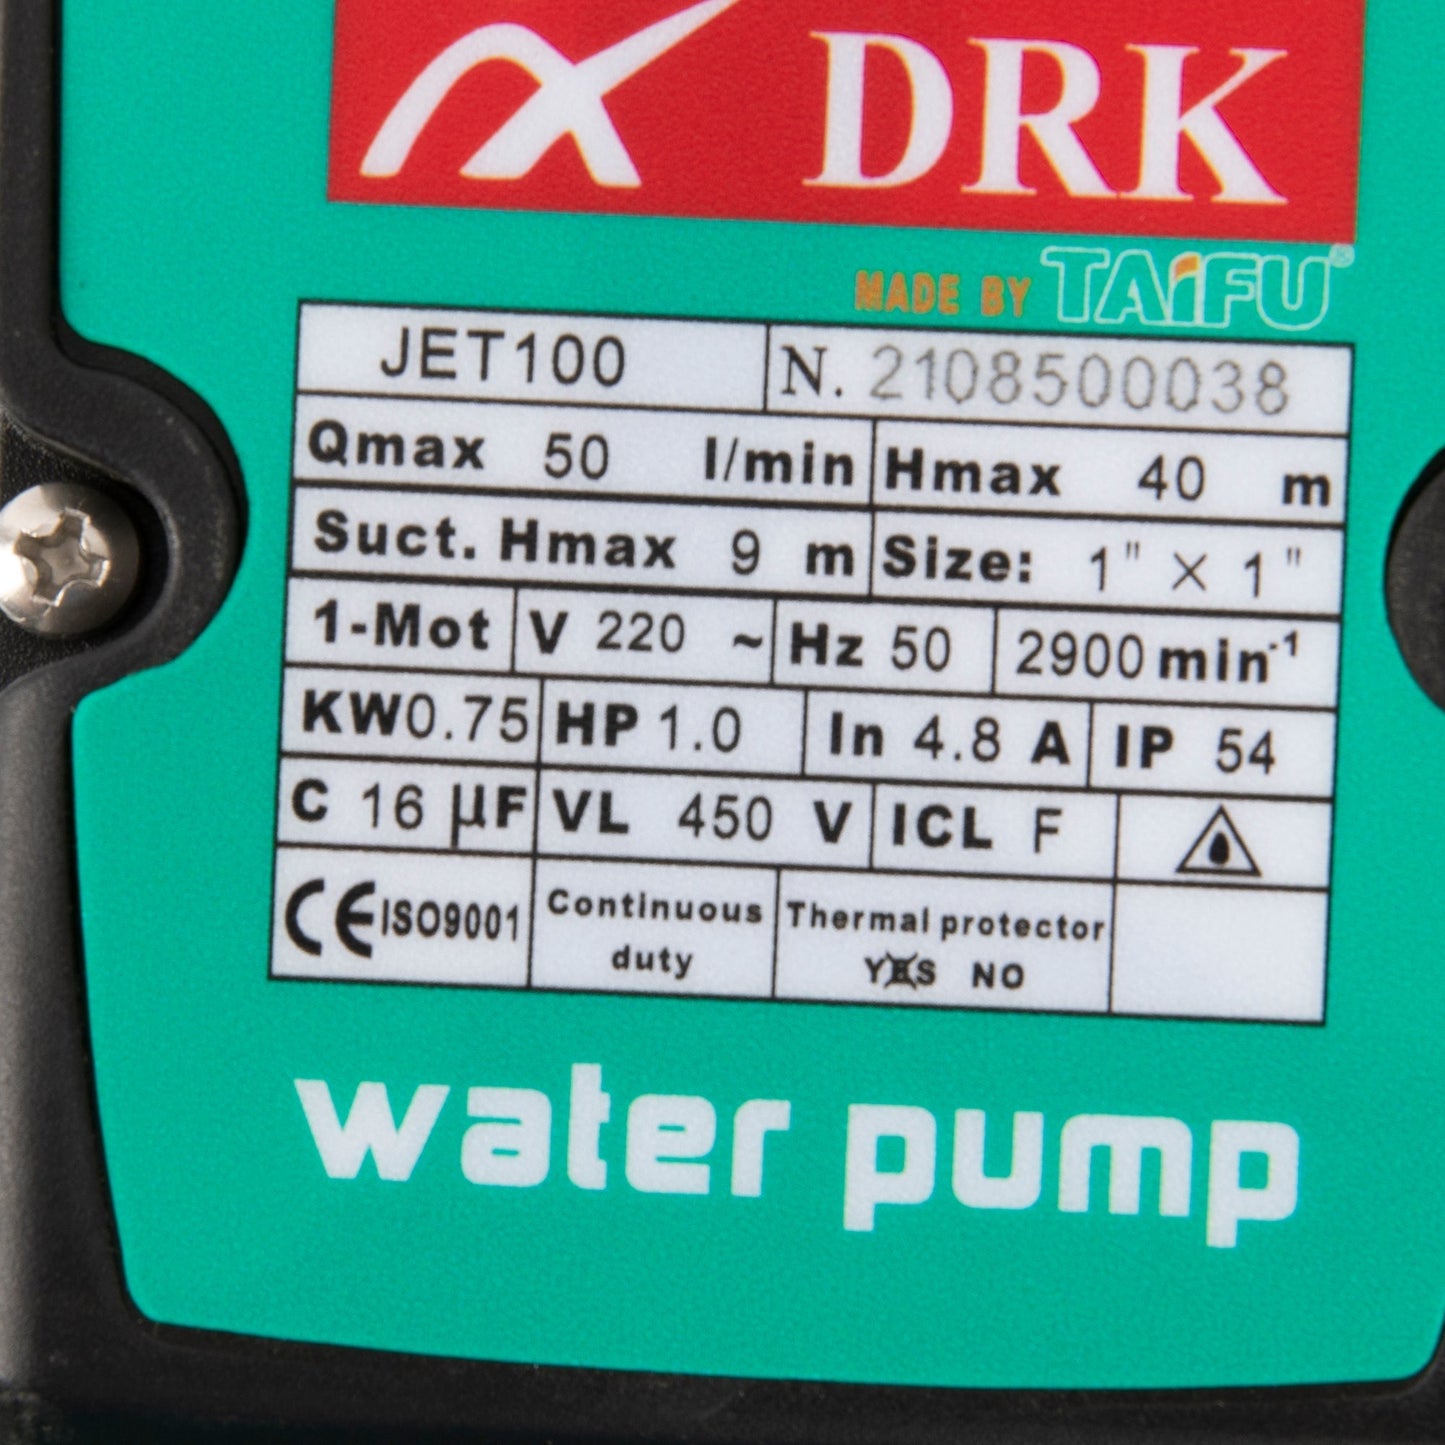 DRK
MADE BY TAiFU®
JET100 N. 2108500038
Qmax 50 l/min Hmax 40 m
Suct. Hmax 9 m Size: 1" × 1"
1-Mot V 220 ~ Hz 50 2900 min-1
KW 0.75 HP 1.0 In 4.8 A IP 54
C 16 µF VL 450 V ICL F
CE ISO9001 Continuous duty Thermal protector
YES NO
water pump